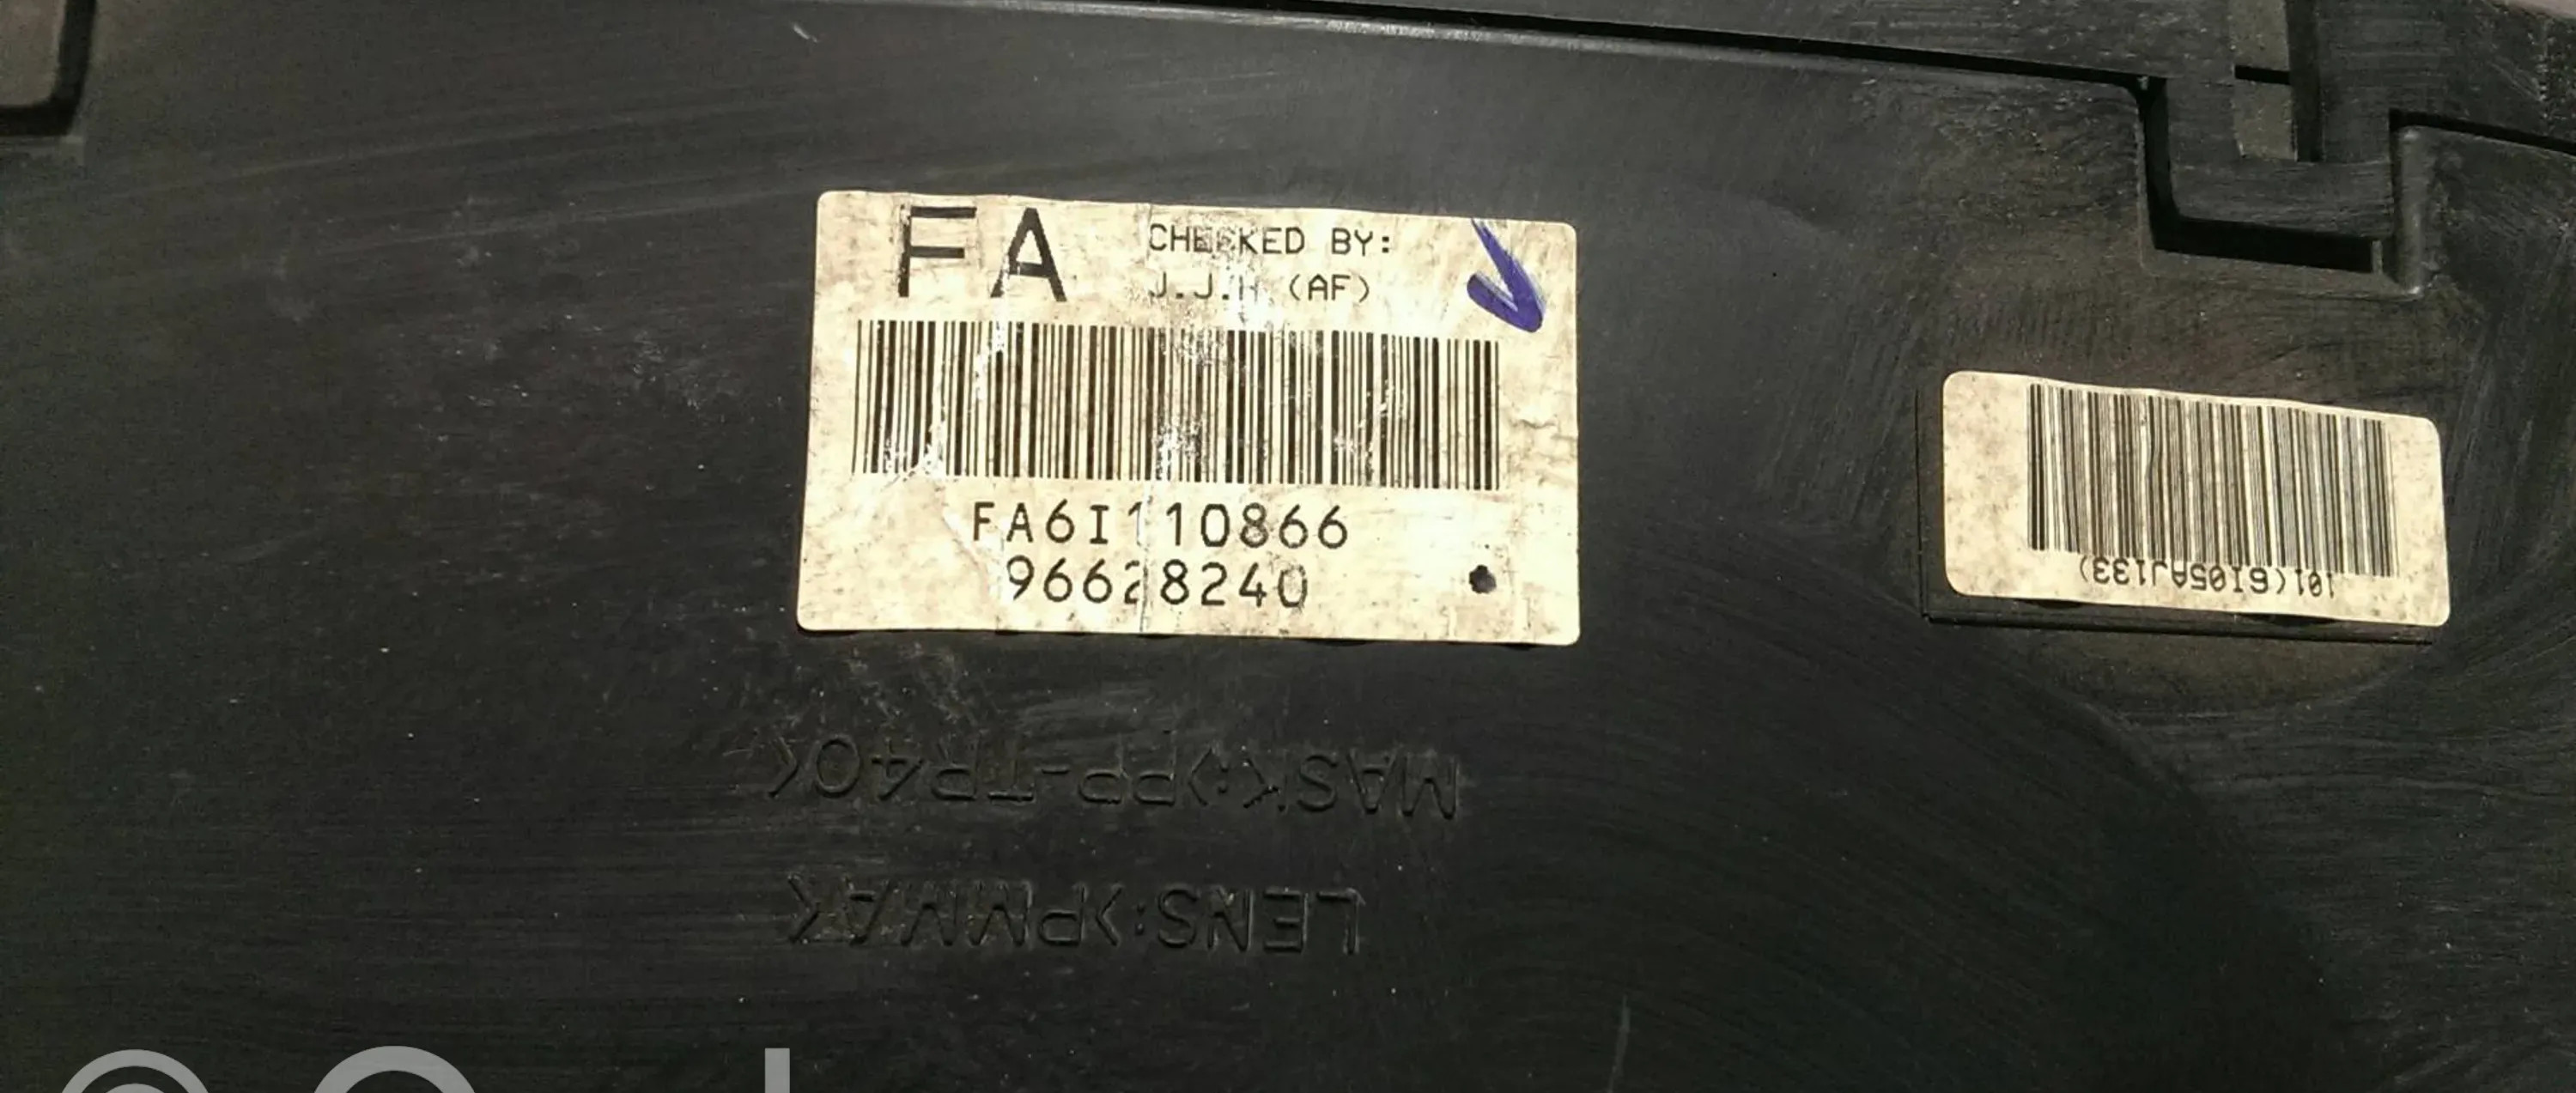 FA
CHECKED BY:
J.J.H (AF)
FA6I110866
96628240
101(6I05AJ133)
MASK:>PP-TR40<
LENS:>PMMA<